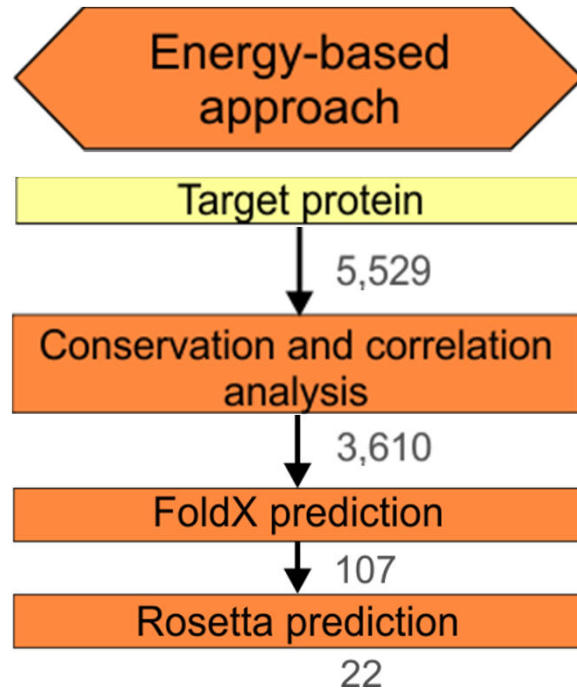 Energy-based
approach
Target protein
5,529
Conservation and correlation
analysis
3,610
FoldX prediction
107
Rosetta prediction
22